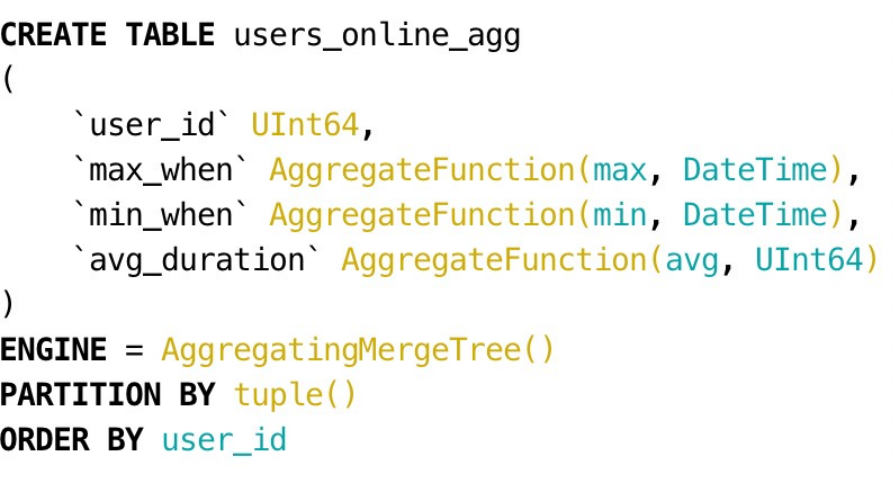 CREATE TABLE users_online_agg
(
    `user_id` UInt64,
    `max_when` AggregateFunction(max, DateTime),
    `min_when` AggregateFunction(min, DateTime),
    `avg_duration` AggregateFunction(avg, UInt64)
)
ENGINE = AggregatingMergeTree()
PARTITION BY tuple()
ORDER BY user_id